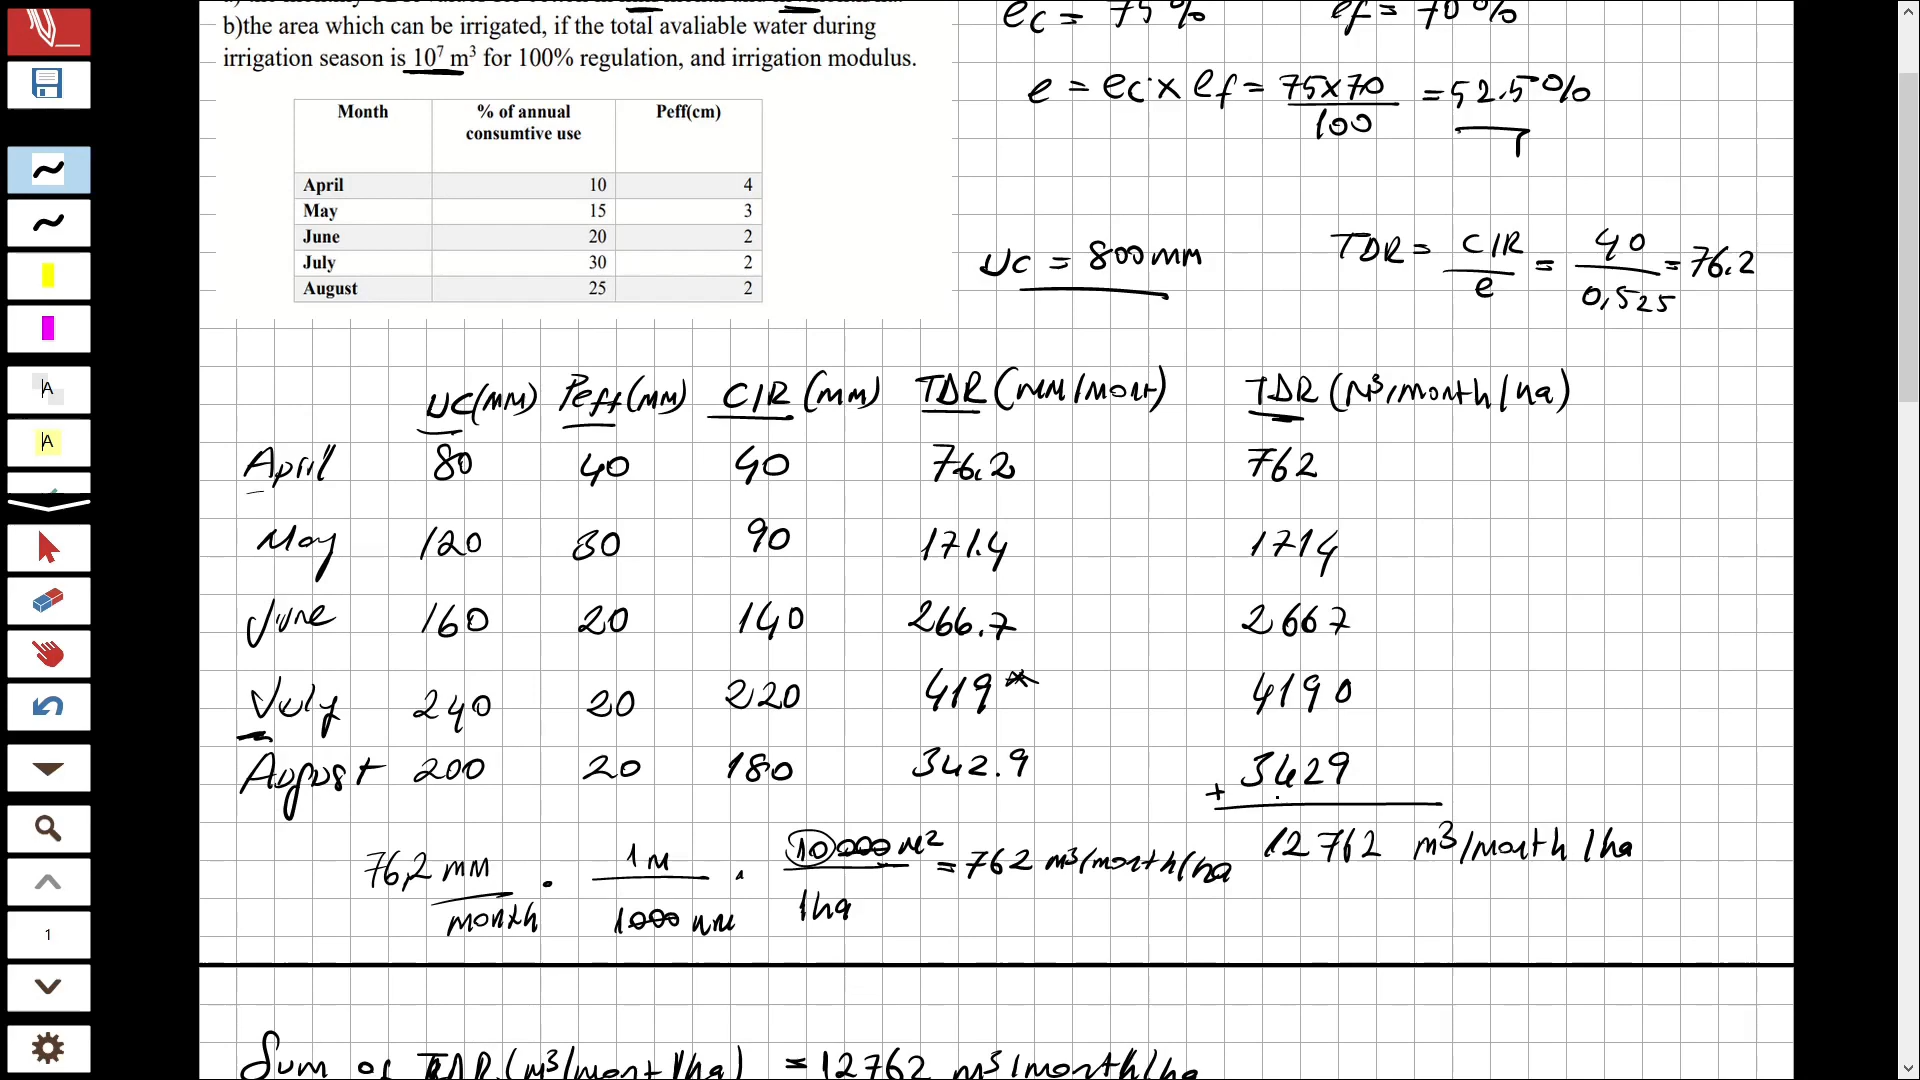 b)the area which can be irrigated, if the total avaliable water during
irrigation season is 10⁷ m³ for 100% regulation, and irrigation modulus.
Month % of annual consumtive use Peff(cm)
April 10 4
May 15 3
June 20 2
July 30 2
August 25 2
ec = 75% ef = 70%
e = ec x ef = 75x70/100 = 52.5%
UC = 800mm TDR = CIR/e = 40/0,525 = 76.2
UC(MM) Peff(MM) CIR(mm) TDR(MM/mont) TDR(M³/month/ha)
April 80 40 40 76.2 762
May 120 30 90 171.4 1714
June 160 20 140 266.7 2667
July 240 20 220 419* 4190
August 200 20 180 342.9 +3429
12762 m³/month/ha
76,2 mm/month . 1M/1000 mm . 10000 M²/1ha = 762 m³/month/ha
Sum of TDR (m³/mont/ha) = 12762 m³/month/ha
A
A
1